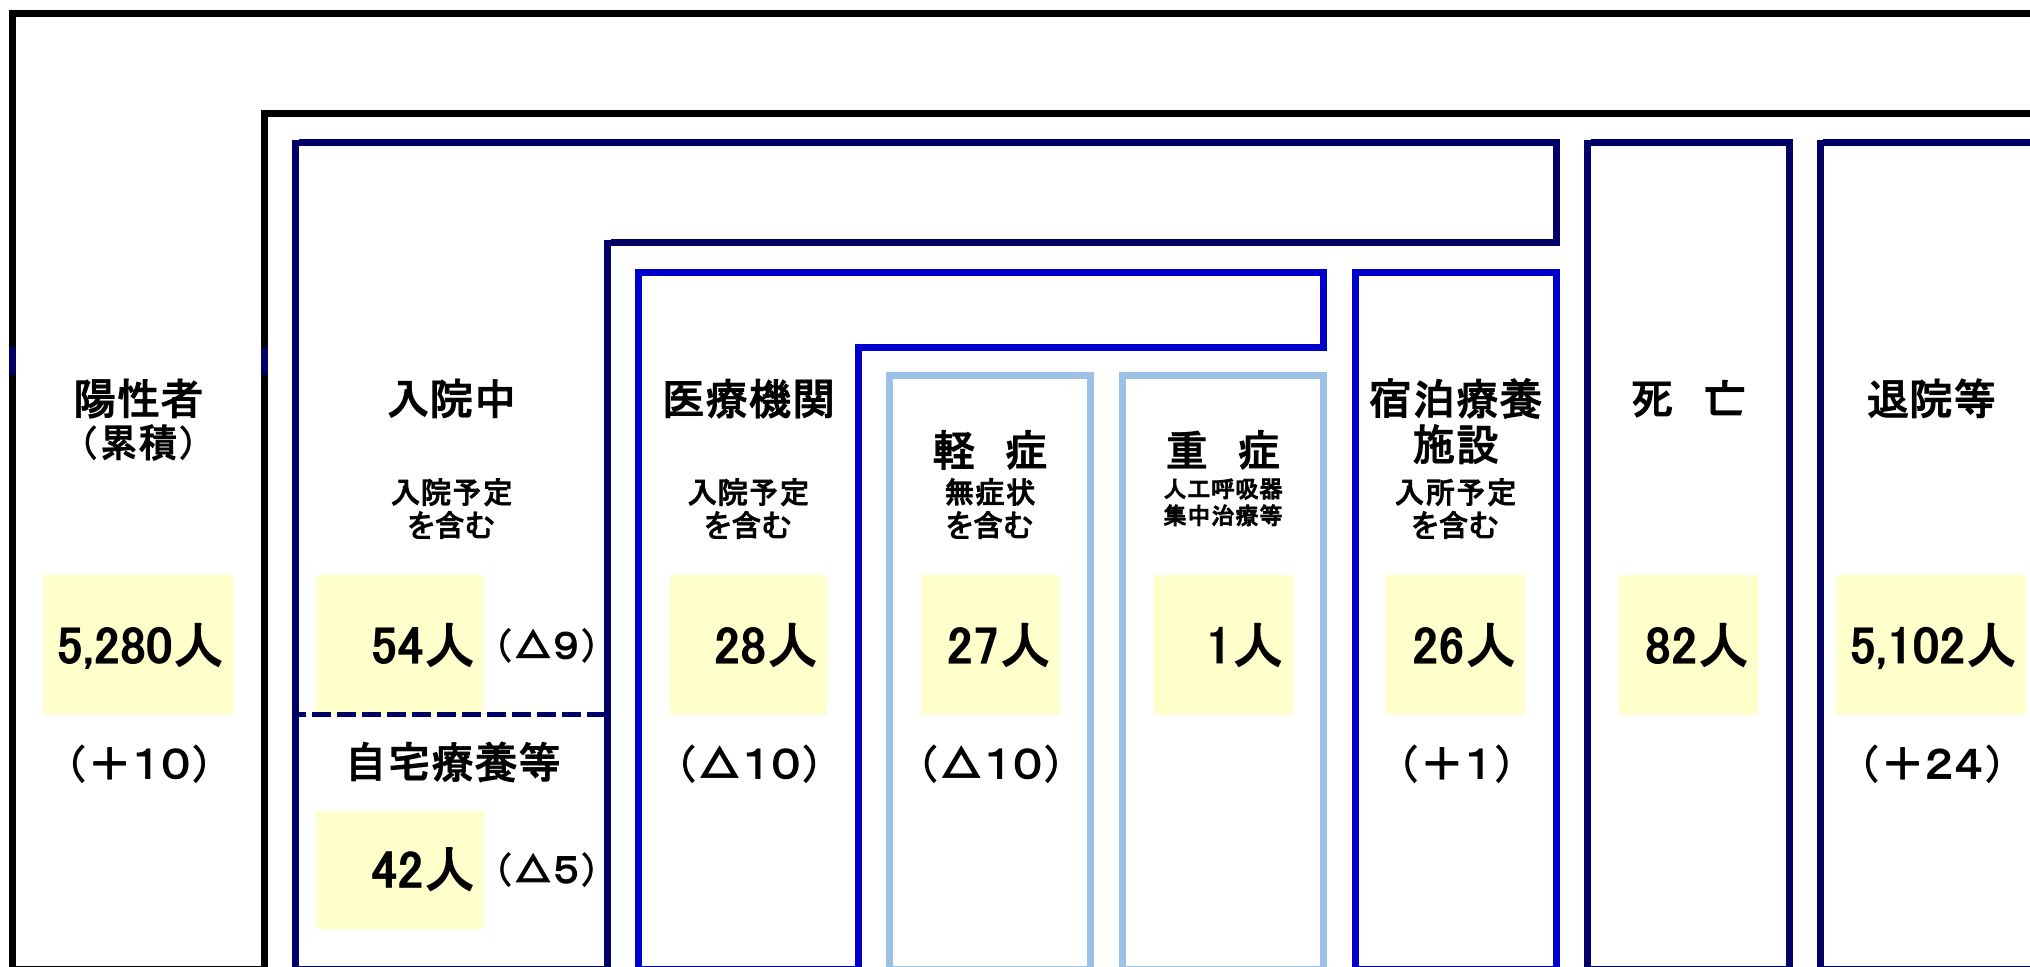 陽性者
（累積）
5,280人
（＋10）
入院中
入院予定
を含む
54人 （△9）
自宅療養等
42人 （△5）
医療機関
入院予定
を含む
28人
（△10）
軽 症
無症状
を含む
27人
（△10）
重 症
人工呼吸器
集中治療等
1人
宿泊療養
施設
入所予定
を含む
26人
（＋1）
死 亡
82人
退院等
5,102人
（＋24）